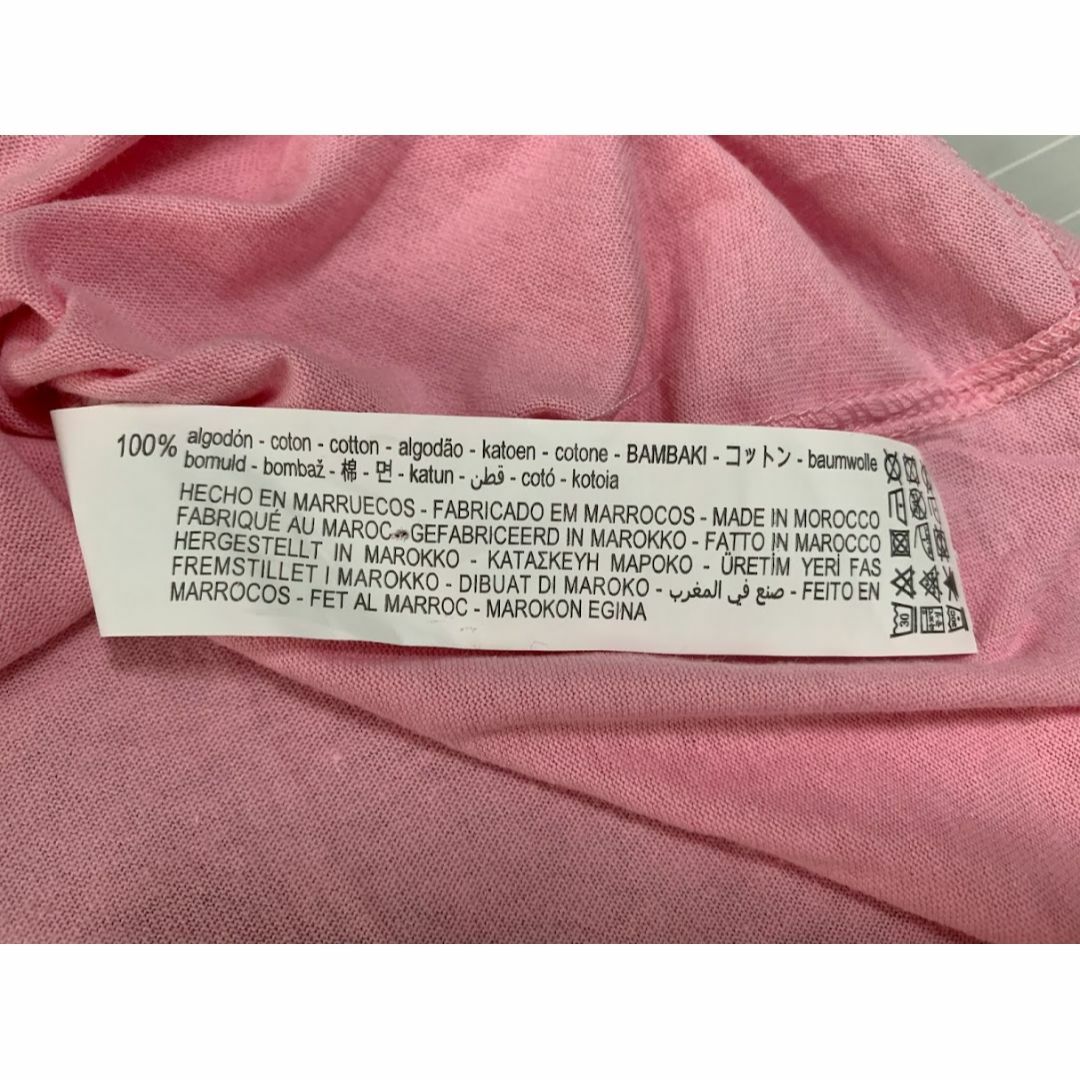 100% algodón - coton - cotton - algodão - katoen - cotone - BAMBAKI - コットン - baumwolle
bomuld - bombaž - 棉 - 면 - katun - قطن - cotó - kotoia
HECHO EN MARRUECOS - FABRICADO EM MARROCOS - MADE IN MOROCCO
FABRIQUÉ AU MAROC - GEFABRICEERD IN MAROKKO - FATTO IN MAROCCO
HERGESTELLT IN MAROKKO - ΚΑΤΑΣΚΕΥΗ ΜΑΡΟΚΟ - ÜRETİM YERİ FAS
FREMSTILLET I MAROKKO - DIBUAT DI MAROKO - صنع في المغرب - FEITO EN
MARROCOS - FET AL MARROC - MAROKON EGINA
30